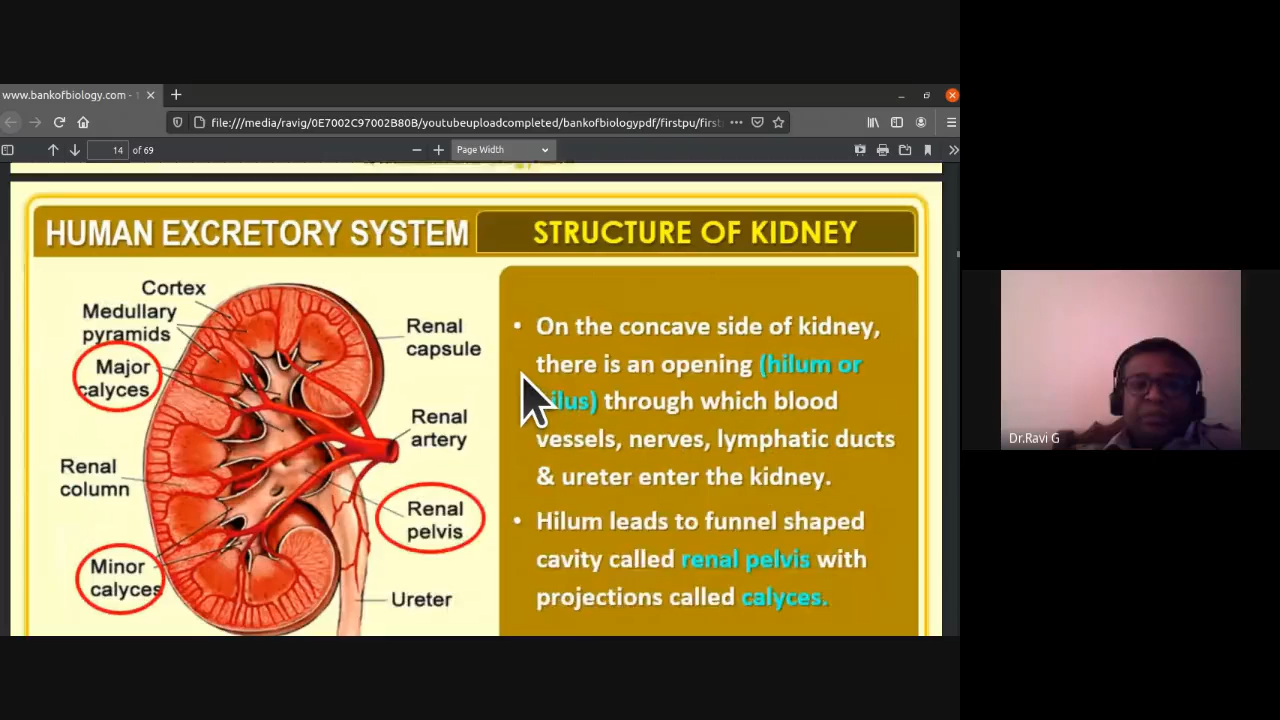 www.bankofbiology.com -
file:///media/ravig/0E7002C97002B80B/youtubeuploadcompleted/bankofbiologypdf/firstpu/first
14 of 69
Page Width
HUMAN EXCRETORY SYSTEM
STRUCTURE OF KIDNEY
Cortex
Medullary
pyramids
Major
calyces
Renal
column
Minor
calyces
Renal
capsule
Renal
artery
Renal
pelvis
Ureter
• On the concave side of kidney,
there is an opening (hilum or
ilus) through which blood
vessels, nerves, lymphatic ducts
& ureter enter the kidney.
• Hilum leads to funnel shaped
cavity called renal pelvis with
projections called calyces.
Dr.Ravi G